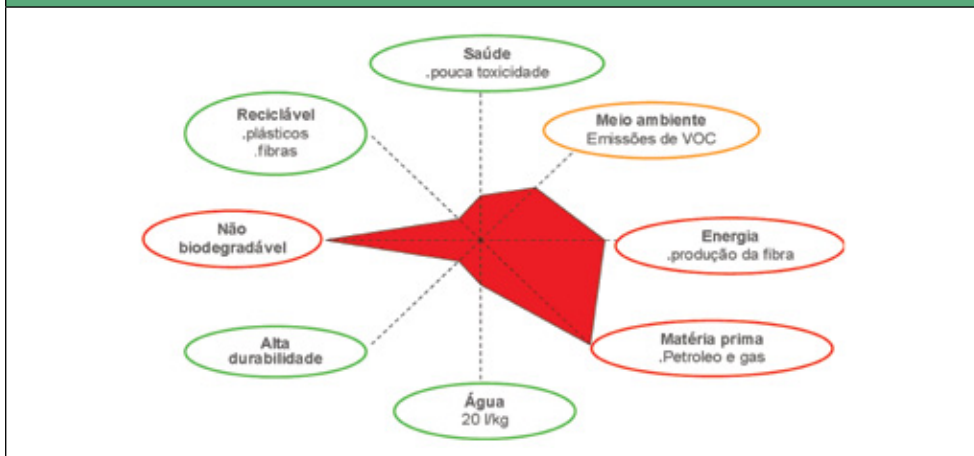 Saúde
.pouca toxicidade
Meio ambiente
Emissões de VOC
Reciclável
.plásticos
.fibras
Não
biodegradável
Energia
.produção da fibra
Alta
durabilidade
Matéria prima
.Petroleo e gas
Água
20 l/kg